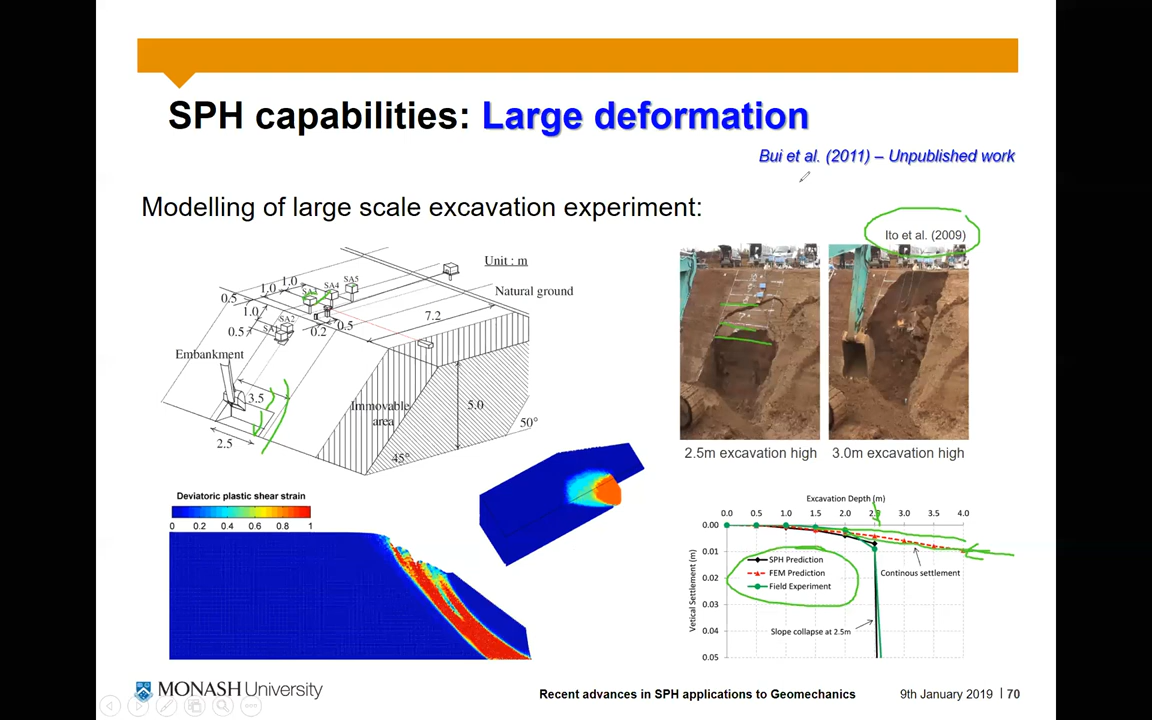 SPH capabilities: Large deformation
Bui et al. (2011) – Unpublished work
Modelling of large scale excavation experiment:
Ito et al. (2009)
Unit : m
Natural ground
1.0
1.0
SA4
SA5
0.5
1.0
0.5
SA2
SA1
0.2
0.5
7.2
Embankment
3.5
2.5
Immovable
area
5.0
45°
50°
2.5m excavation high
3.0m excavation high
Deviatoric plastic shear strain
0 0.2 0.4 0.6 0.8 1
Excavation Depth (m)
0.0 0.5 1.0 1.5 2.0 2.5 3.0 3.5 4.0
0.00
0.01
0.02
0.03
0.04
0.05
Vetical Settlement (m)
SPH Prediction
FEM Prediction
Field Experiment
Continous settlement
Slope collapse at 2.5m
MONASH University
Recent advances in SPH applications to Geomechanics
9th January 2019 | 70